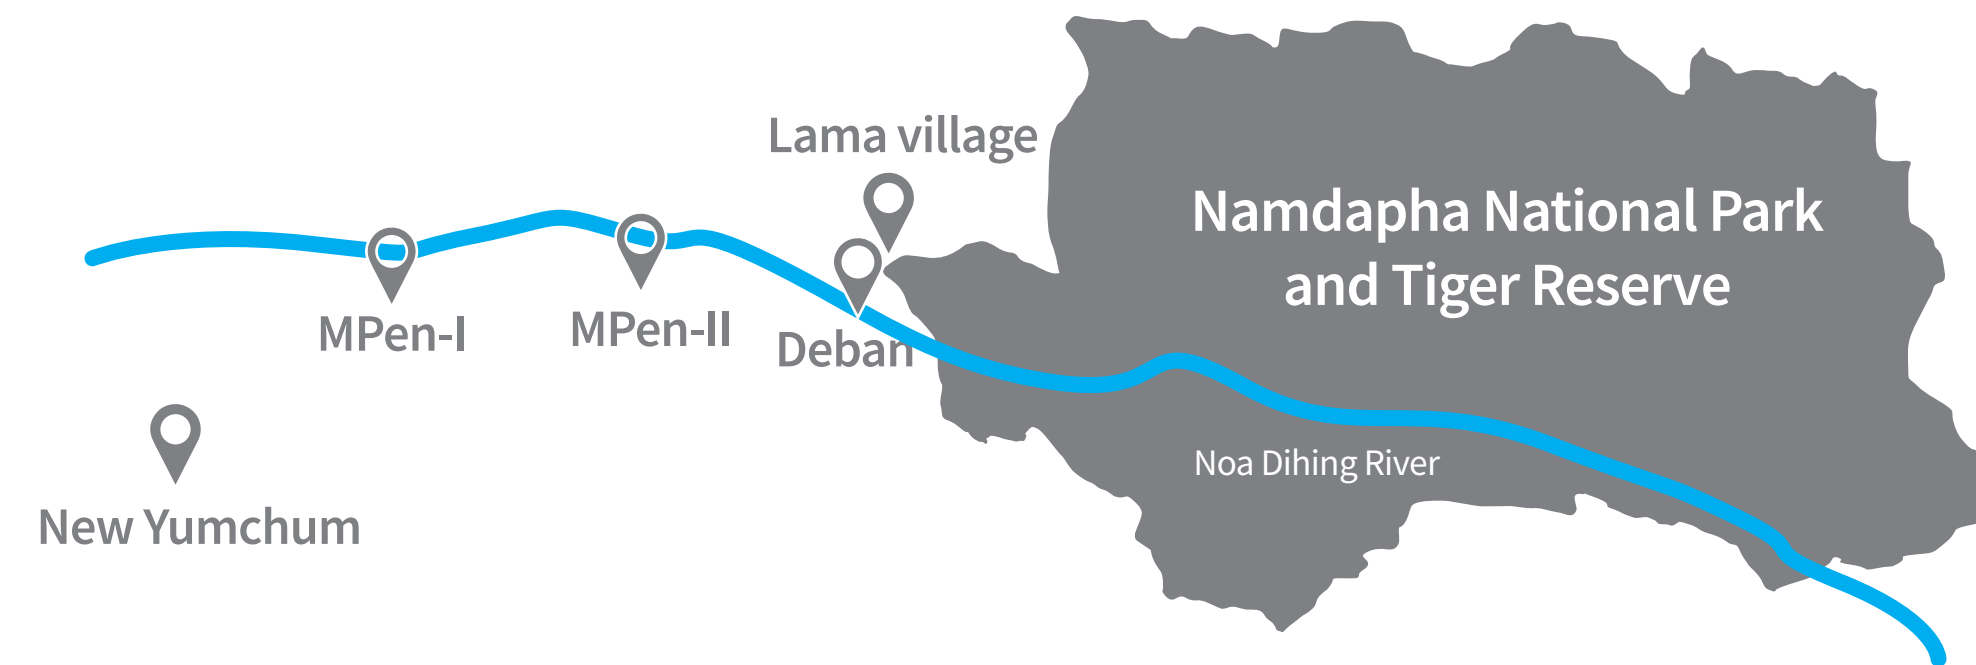 Lama village
Namdapha National Park
and Tiger Reserve
MPen-I
MPen-II
Deban
Noa Dihing River
New Yumchum